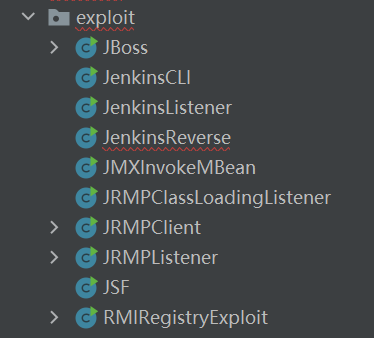 exploit
JBoss
JenkinsCLI
JenkinsListener
JenkinsReverse
JMXInvokeMBean
JRMPClassLoadingListener
JRMPClient
JRMPListener
JSF
RMIRegistryExploit